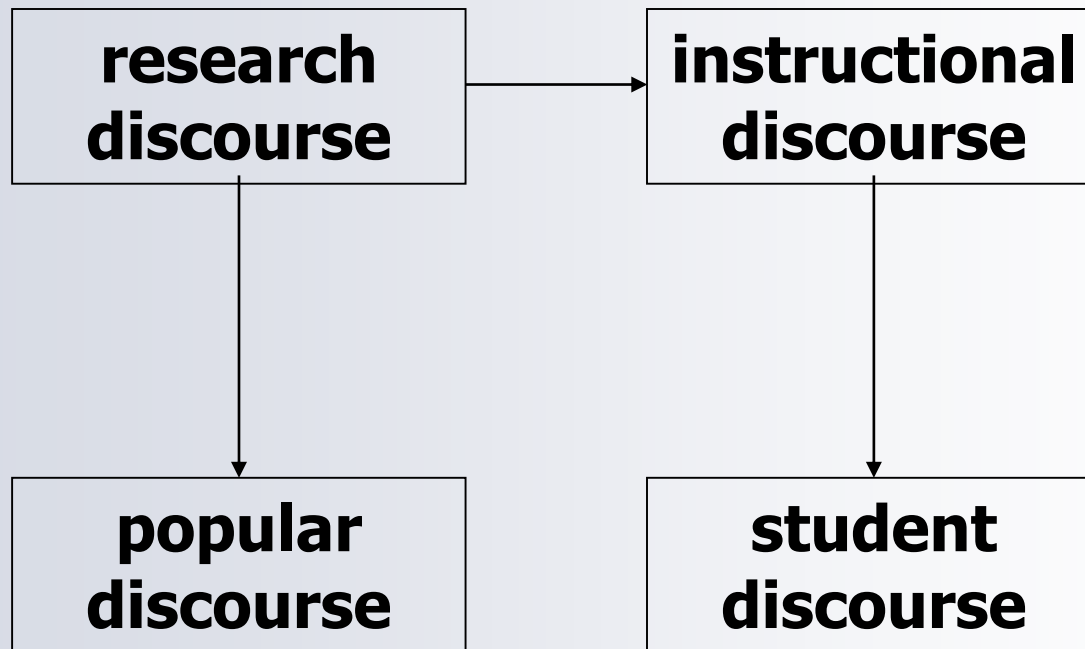 research
discourse
instructional
discourse
popular
discourse
student
discourse